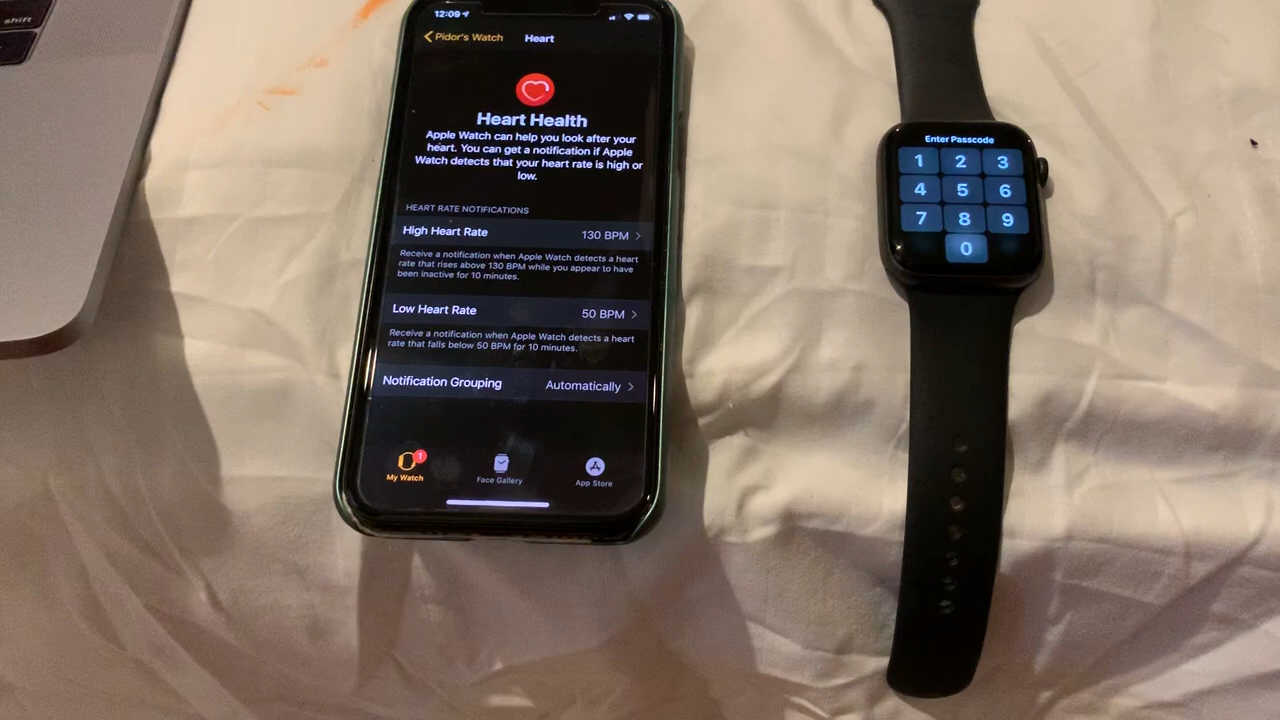 shift
12:09
Pidor's Watch
Heart
Heart Health
Apple Watch can help you look after your
heart. You can get a notification if Apple
Watch detects that your heart rate is high or
low.
HEART RATE NOTIFICATIONS
High Heart Rate 130 BPM
Receive a notification when Apple Watch detects a heart
rate that rises above 130 BPM while you appear to have
been inactive for 10 minutes.
Low Heart Rate 50 BPM
Receive a notification when Apple Watch detects a heart
rate that falls below 50 BPM for 10 minutes.
Notification Grouping Automatically
1
My Watch
Face Gallery
App Store
Enter Passcode
1 2 3
4 5 6
7 8 9
0